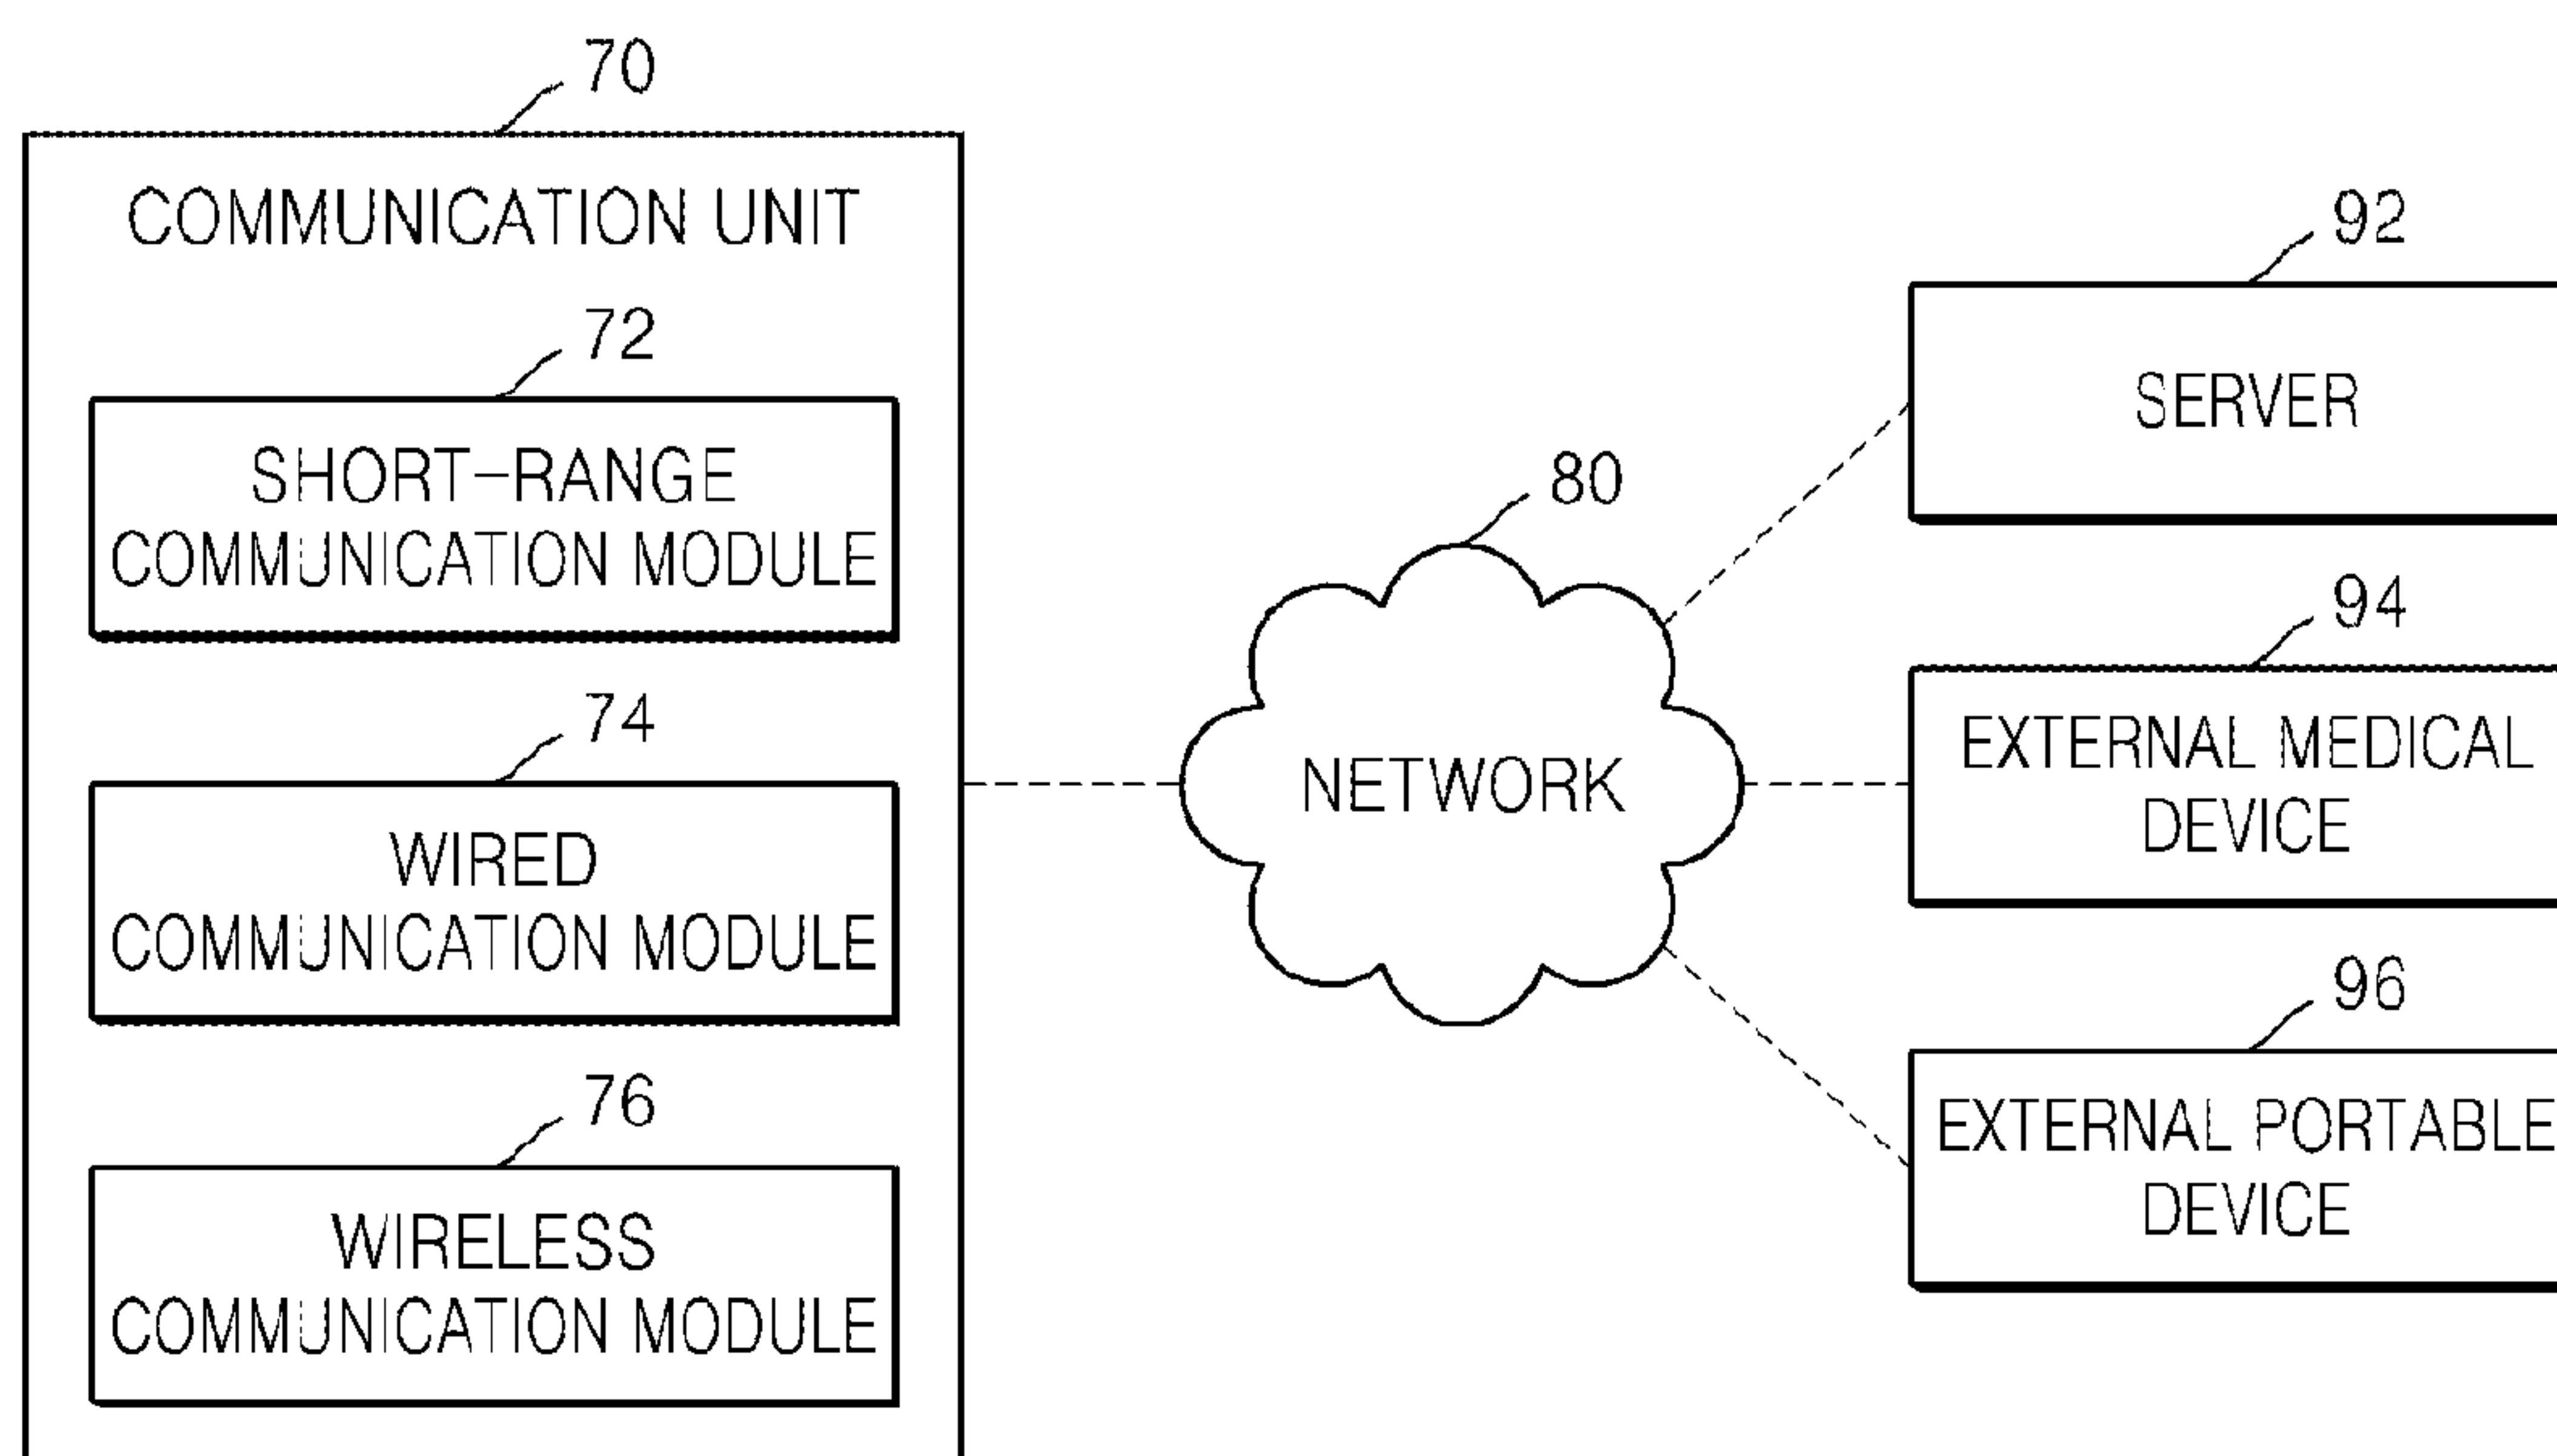 70
COMMUNICATION UNIT
72
SHORT-RANGE
COMMUNICATION MODULE
74
WIRED
COMMUNICATION MODULE
76
WIRELESS
COMMUNICATION MODULE
80
NETWORK
92
SERVER
94
EXTERNAL MEDICAL
DEVICE
96
EXTERNAL PORTABLE
DEVICE